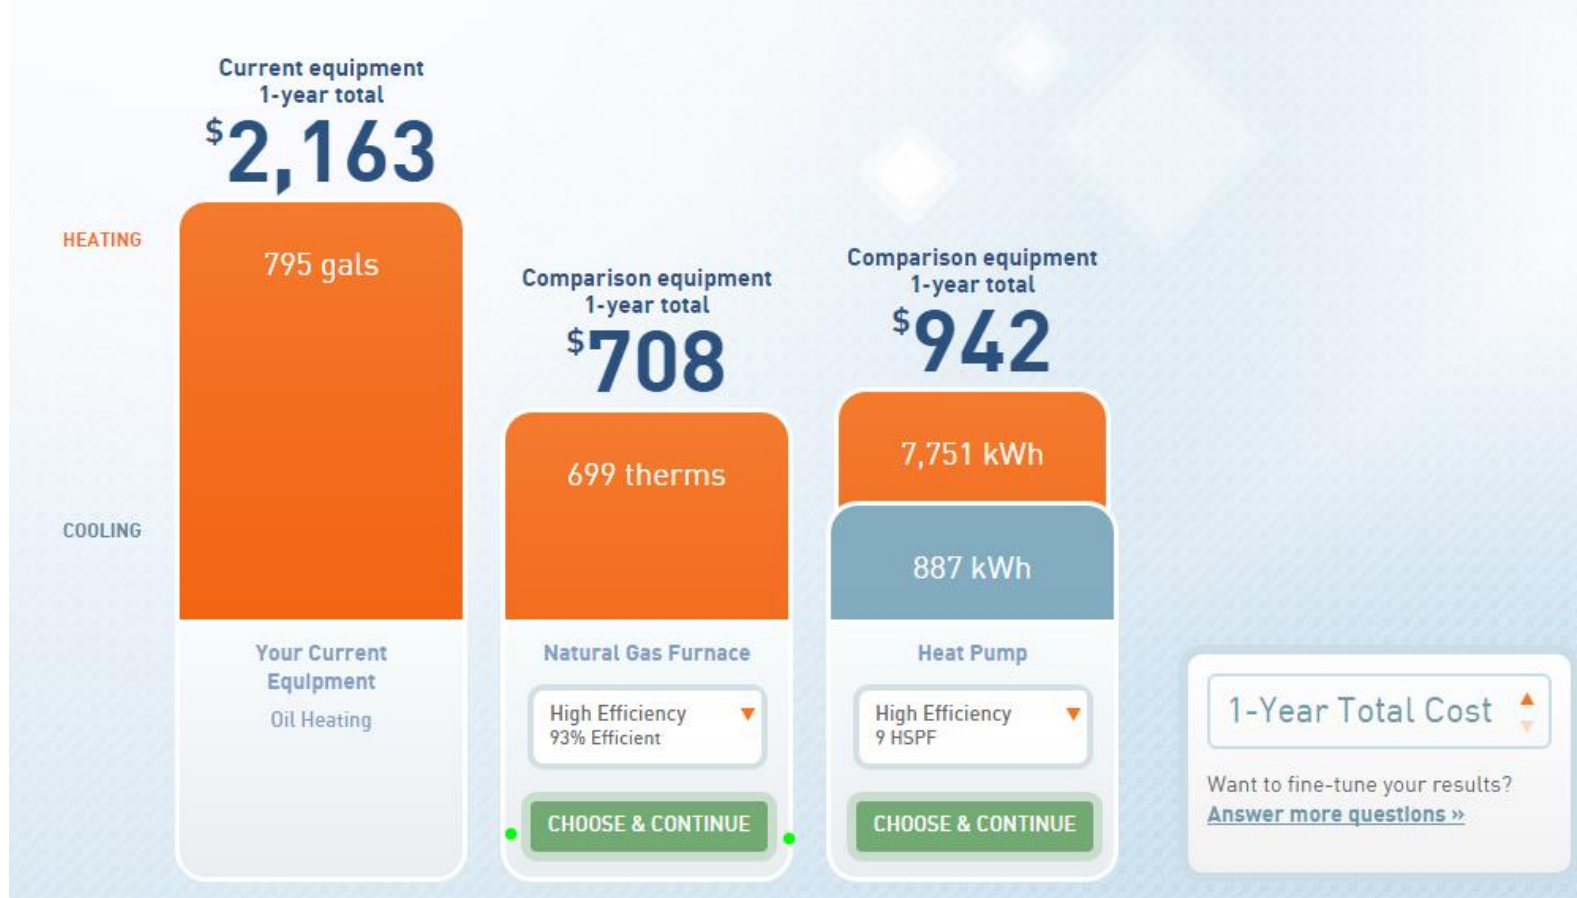 Current equipment
1-year total
$2,163
HEATING
795 gals
COOLING
Your Current
Equipment
Oil Heating
Comparison equipment
1-year total
$708
699 therms
Natural Gas Furnace
High Efficiency
93% Efficient
CHOOSE & CONTINUE
Comparison equipment
1-year total
$942
7,751 kWh
887 kWh
Heat Pump
High Efficiency
9 HSPF
CHOOSE & CONTINUE
1-Year Total Cost
Want to fine-tune your results?
Answer more questions »